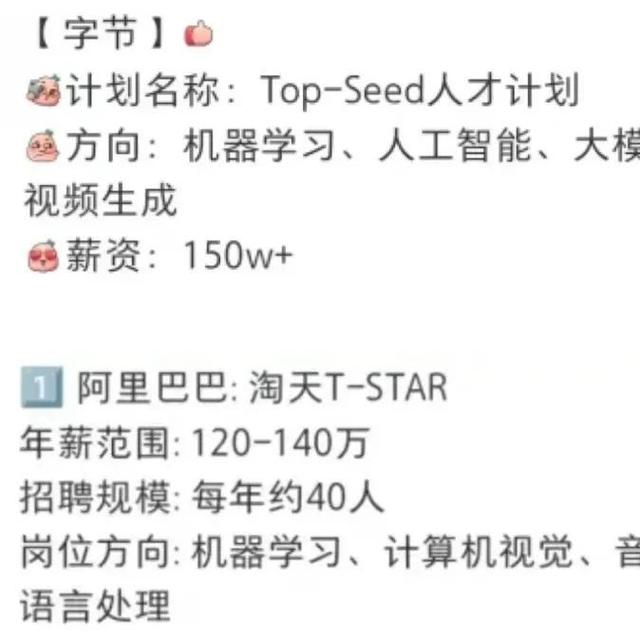 【字节】👍
计划名称：Top-Seed人才计划
方向：机器学习、人工智能、大模
视频生成
薪资：150w+
1 阿里巴巴: 淘天T-STAR
年薪范围: 120-140万
招聘规模: 每年约40人
岗位方向: 机器学习、计算机视觉、音
语言处理